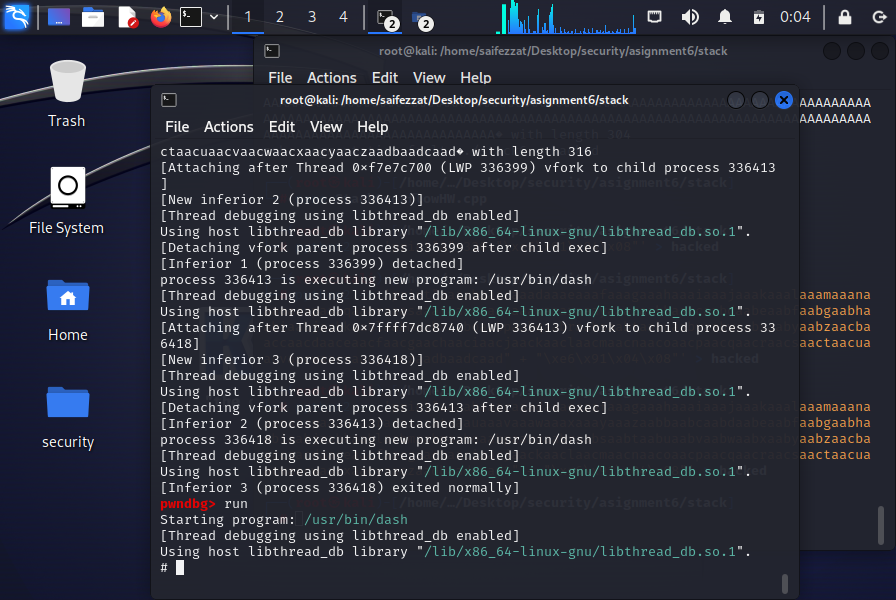 1 2 3 4 2 2 0:04
root@kali: /home/saifezzat/Desktop/security/asignment6/stack
File Actions Edit View Help
AAAAAAAAA
AAAAAAAAA
Trash
File System
Home
security
root@kali: /home/saifezzat/Desktop/security/asignment6/stack
File Actions Edit View Help
ctaacuaacvaacwaacxaacyaaczaadbaadcaad� with length 316
[Attaching after Thread 0×f7e7c700 (LWP 336399) vfork to child process 336413
]
[New inferior 2 (process 336413)]
[Thread debugging using libthread_db enabled]
Using host libthread_db library "/lib/x86_64-linux-gnu/libthread_db.so.1".
[Detaching vfork parent process 336399 after child exec]
[Inferior 1 (process 336399) detached]
process 336413 is executing new program: /usr/bin/dash
[Thread debugging using libthread_db enabled]
Using host libthread_db library "/lib/x86_64-linux-gnu/libthread_db.so.1".
[Attaching after Thread 0×7ffff7dc8740 (LWP 336413) vfork to child process 33
6418]
[New inferior 3 (process 336418)]
[Thread debugging using libthread_db enabled]
Using host libthread_db library "/lib/x86_64-linux-gnu/libthread_db.so.1".
[Detaching vfork parent process 336413 after child exec]
[Inferior 2 (process 336413) detached]
process 336418 is executing new program: /usr/bin/dash
[Thread debugging using libthread_db enabled]
Using host libthread_db library "/lib/x86_64-linux-gnu/libthread_db.so.1".
[Inferior 3 (process 336418) exited normally]
pwndbg> run
Starting program: /usr/bin/dash
[Thread debugging using libthread_db enabled]
Using host libthread_db library "/lib/x86_64-linux-gnu/libthread_db.so.1".
#
aaamaaana
aabgaabha
aabzaacba
aactaacua
aaamaaana
aabgaabha
aabzaacba
aactaacua